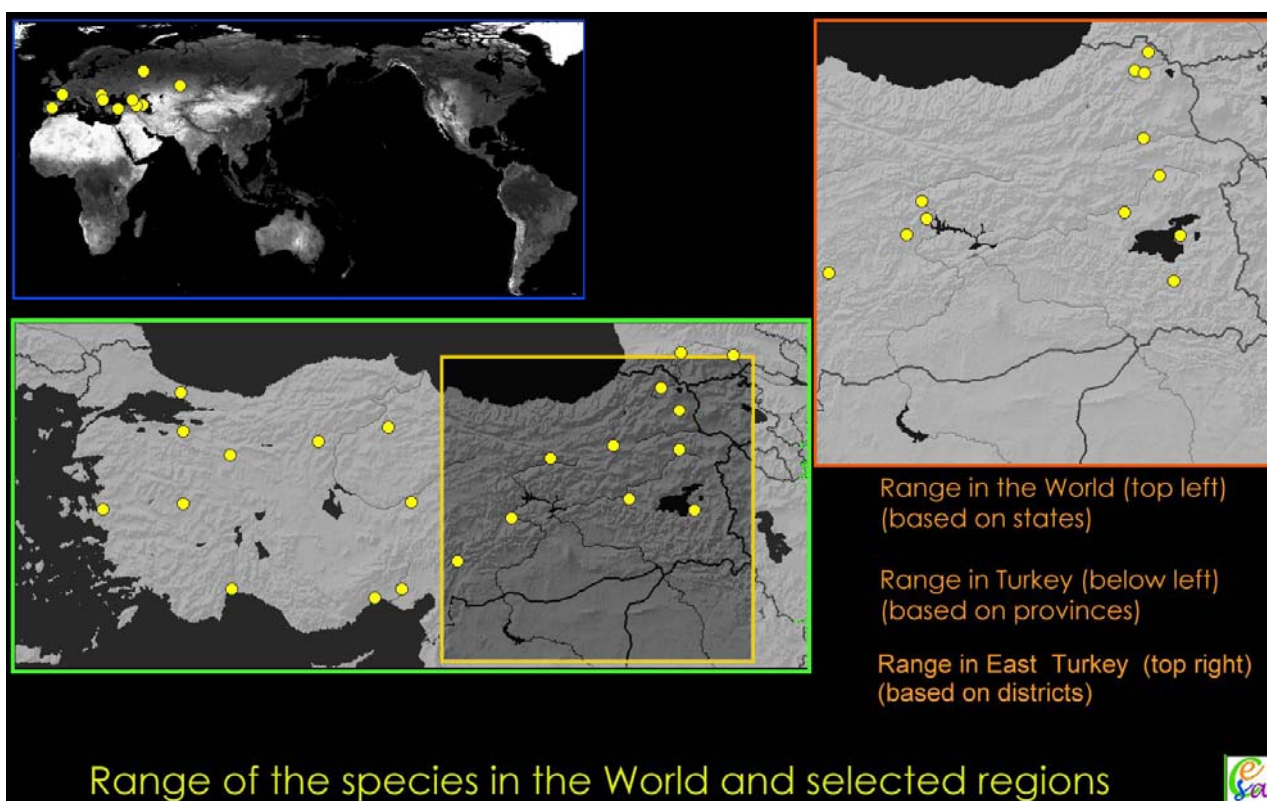 Range in the World (top left)
(based on states)
Range in Turkey (below left)
(based on provinces)
Range in East Turkey (top right)
(based on districts)
Range of the species in the World and selected regions